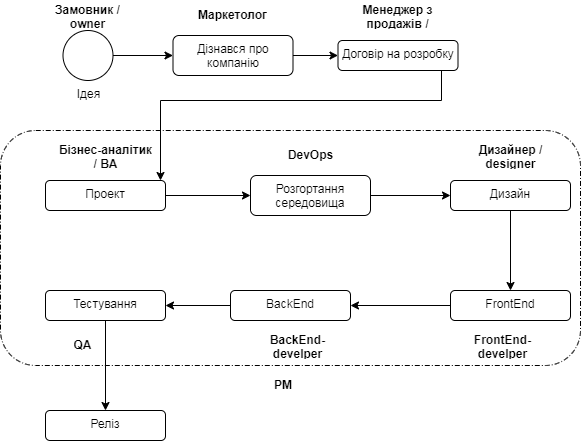 Замовник /
owner
Маркетолог
Менеджер з
продажів /
Ідея
Дізнався про
компанію
Договір на розробку
Бізнес-аналітик
/ BA
DevOps
Дизайнер /
designer
Проект
Розгортання
середовища
Дизайн
Тестування
BackEnd
FrontEnd
QA
BackEnd-
develper
FrontEnd-
develper
PM
Реліз